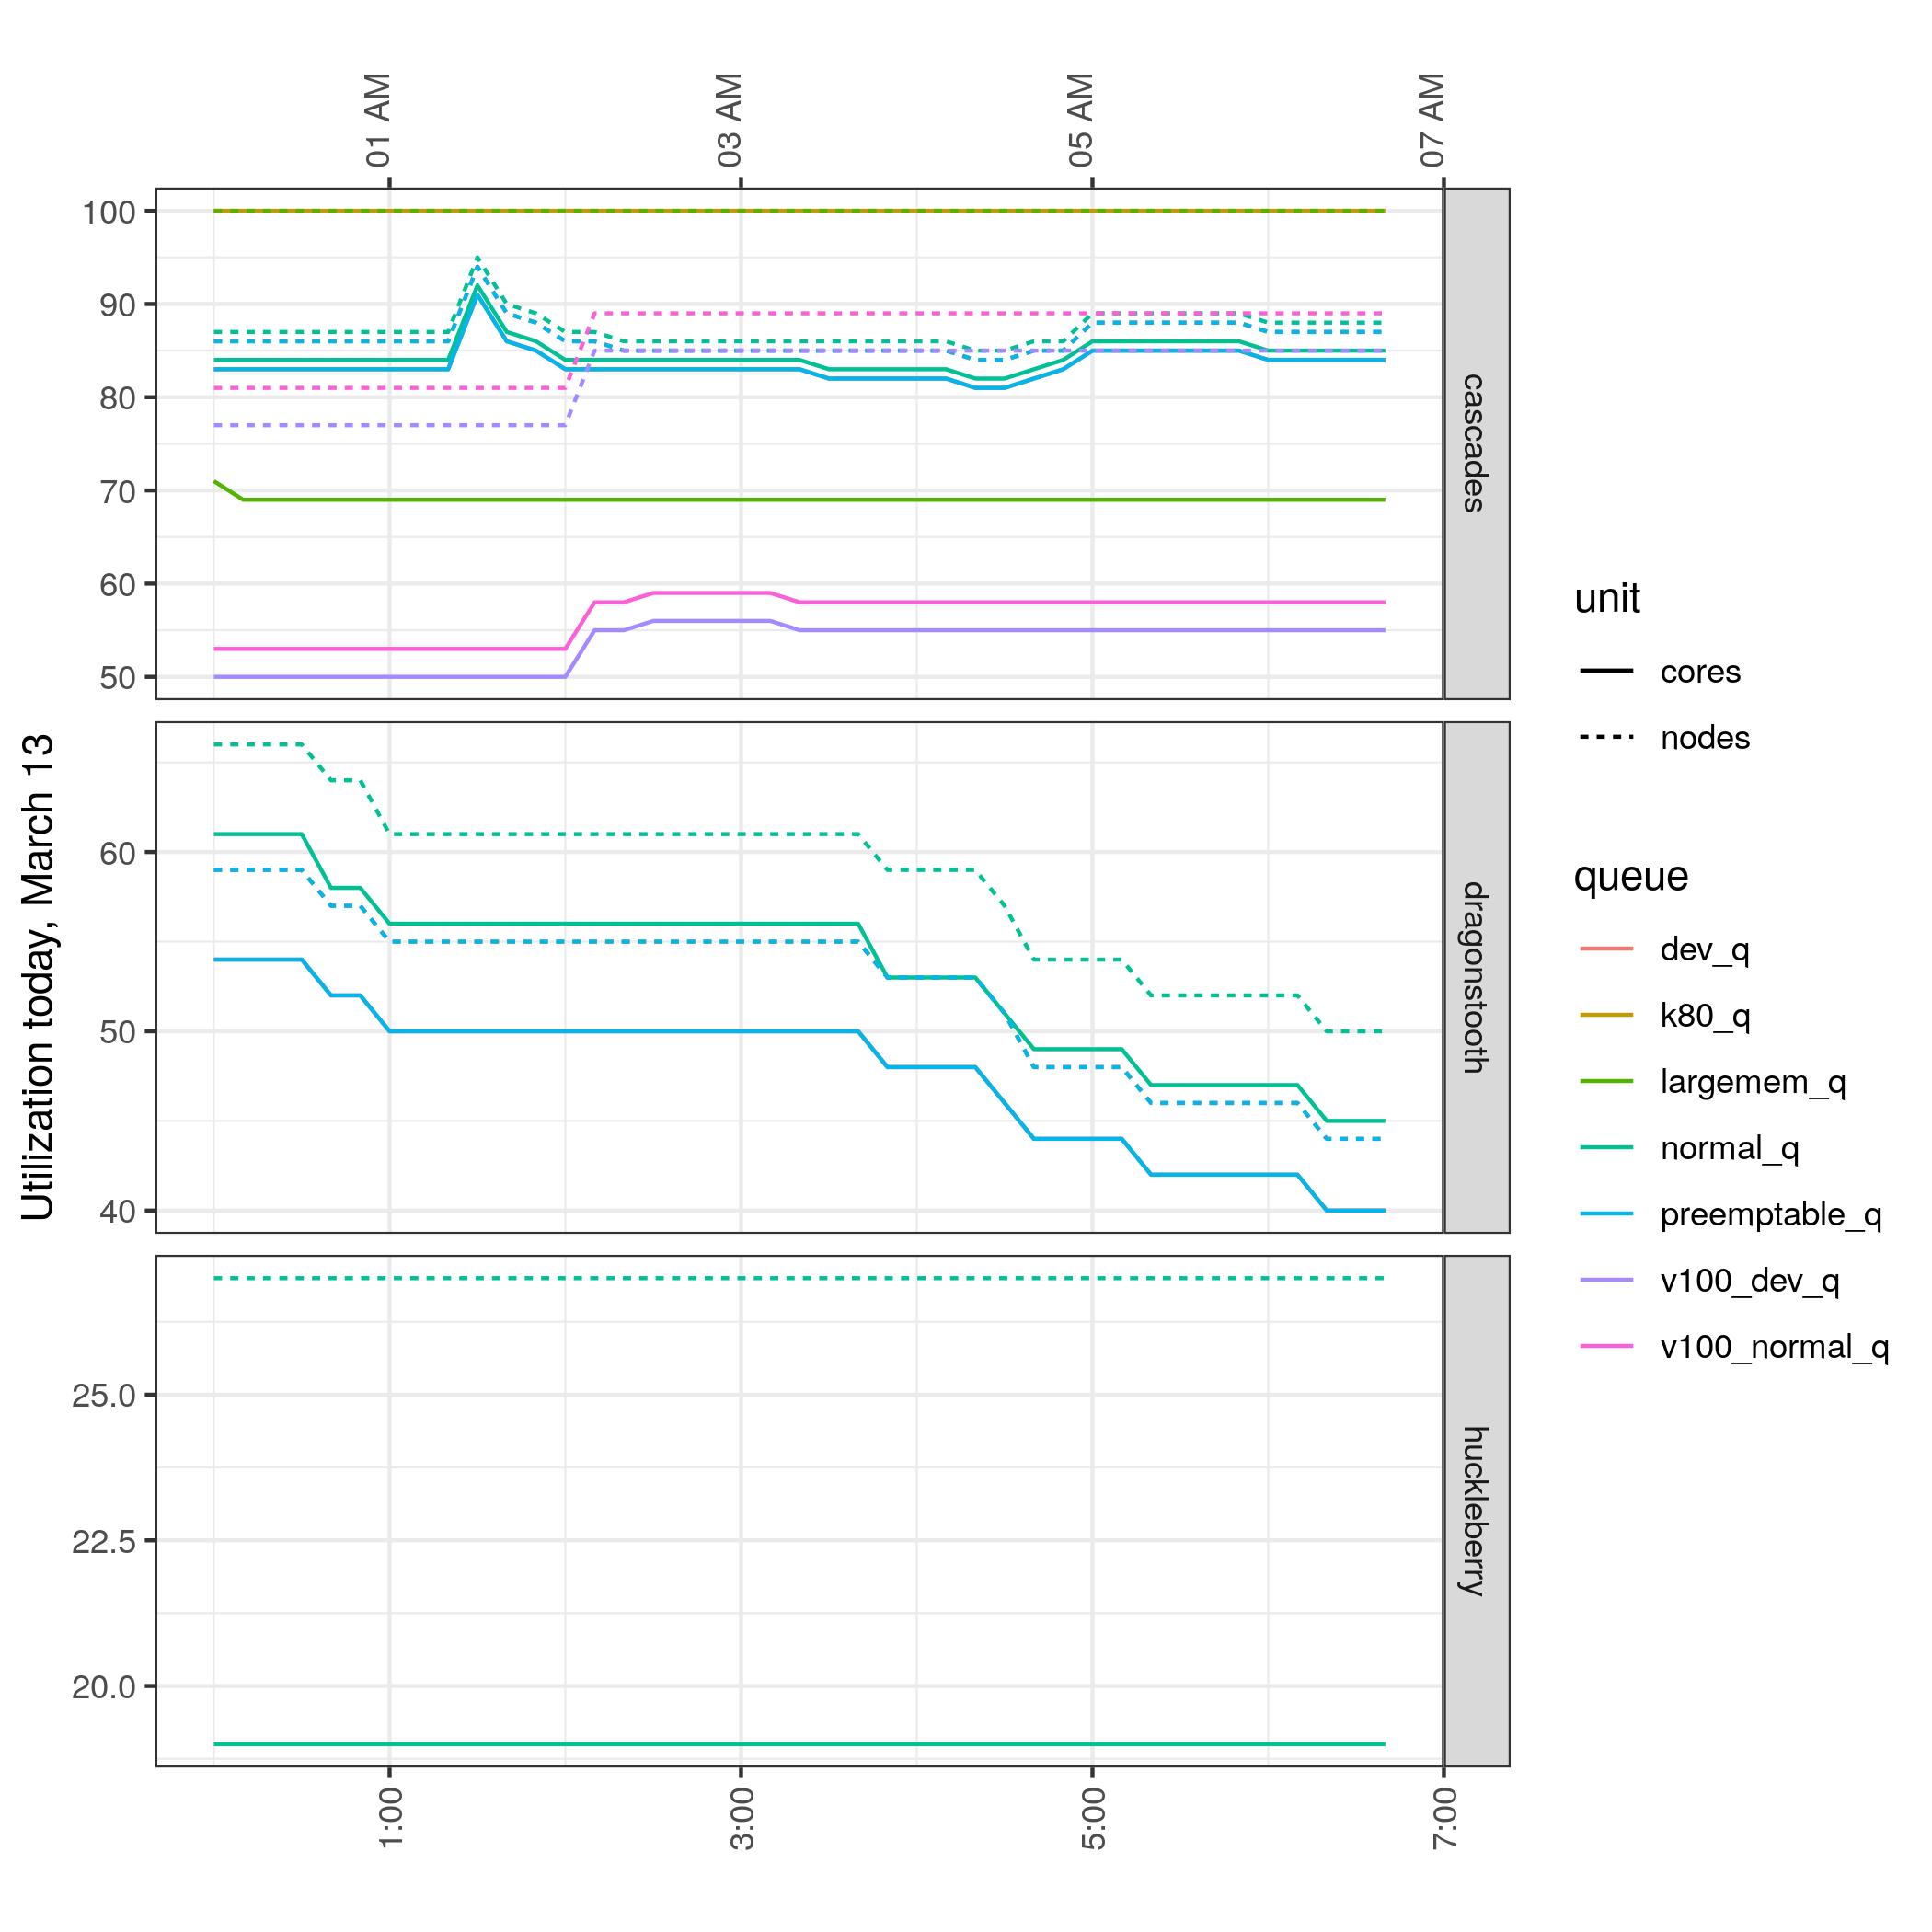 01 AM
03 AM
05 AM
07 AM
Utilization today, March 13
100
90
80
70
60
50
cascades
60
50
40
dragonstooth
25.0
22.5
20.0
huckleberry
1:00
3:00
5:00
7:00
unit
cores
nodes
queue
dev_q
k80_q
largemem_q
normal_q
preemptable_q
v100_dev_q
v100_normal_q